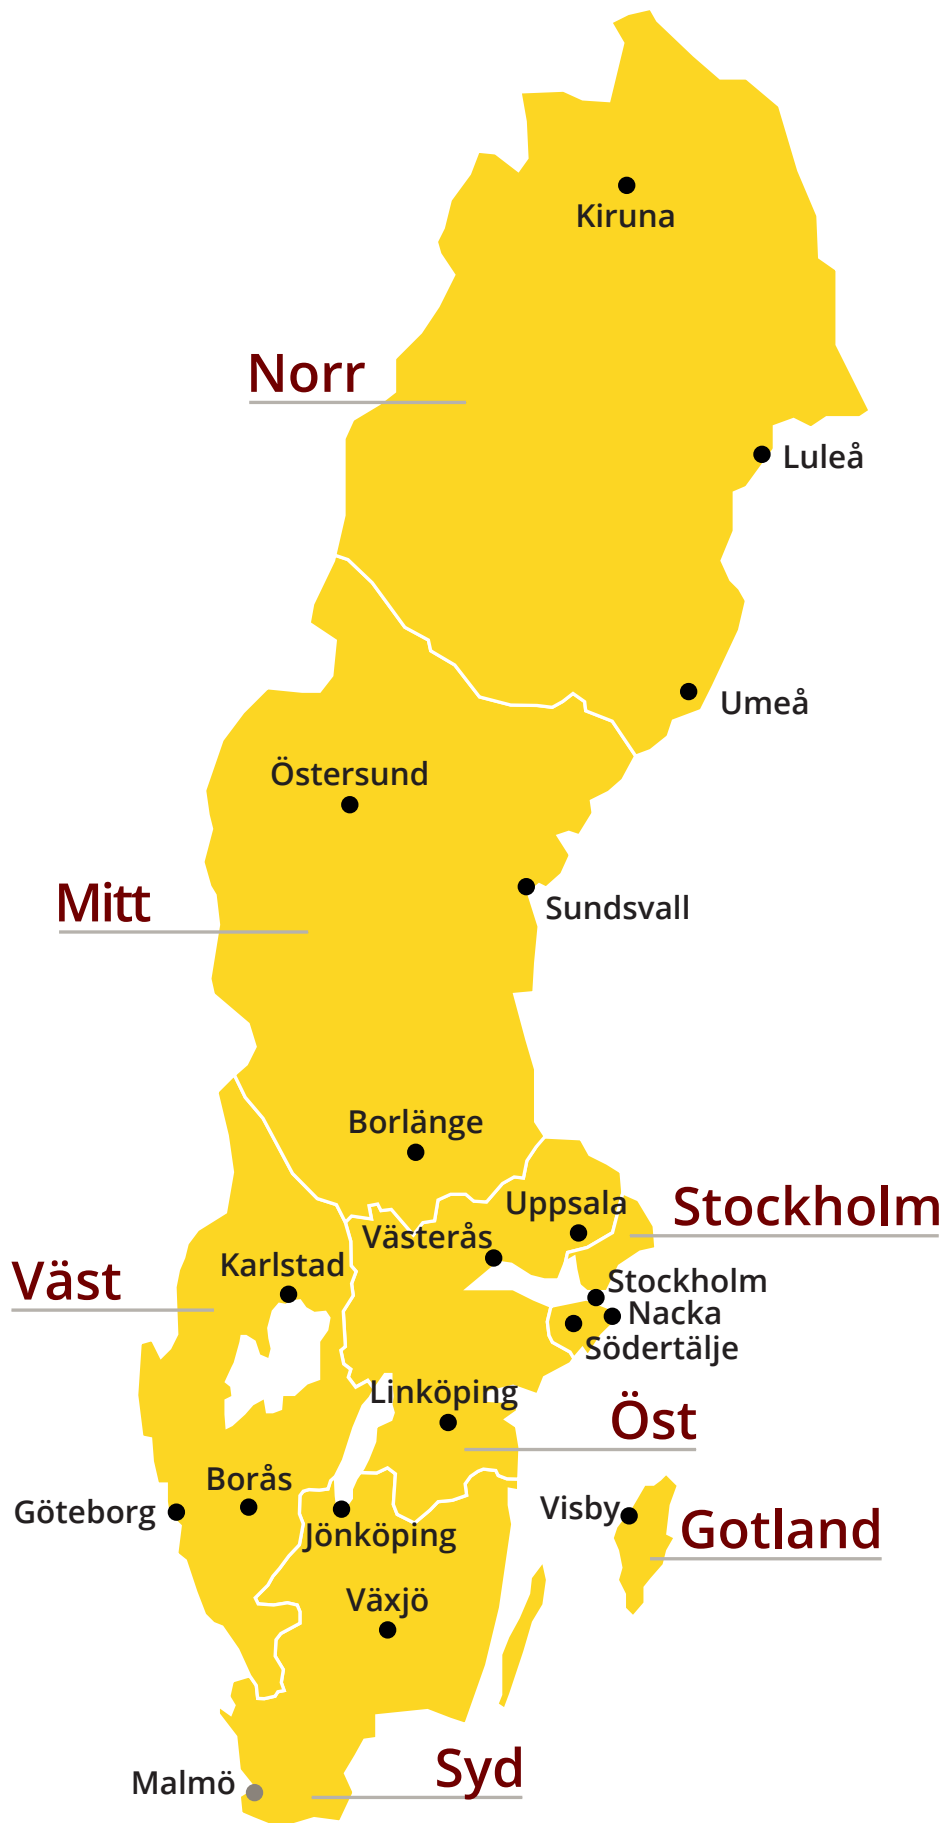 Kiruna
Norr
Luleå
Umeå
Östersund
Mitt
Sundsvall
Borlänge
Uppsala
Stockholm
Västerås
Karlstad
Väst
Stockholm
Nacka
Södertälje
Linköping
Öst
Borås
Göteborg
Visby
Gotland
Jönköping
Växjö
Syd
Malmö